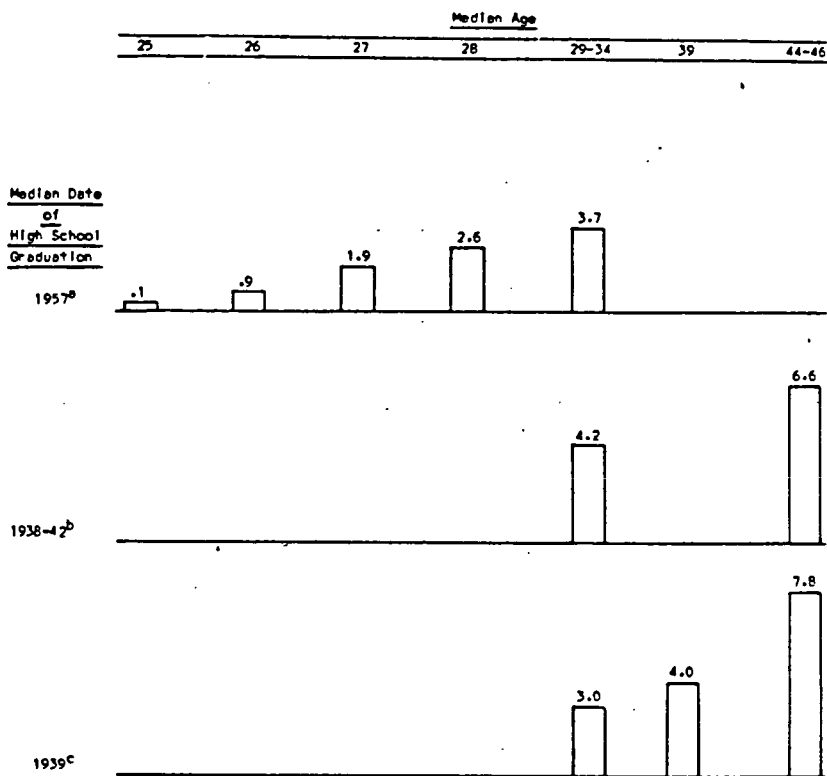 Median Age
25 26 27 28 29-34 39 44-46
Median Date
of
High School
Graduation
.1 .9 1.9 2.6 3.7
1957a
4.2 6.6
1938-42b
3.0 4.0 7.8
1939c